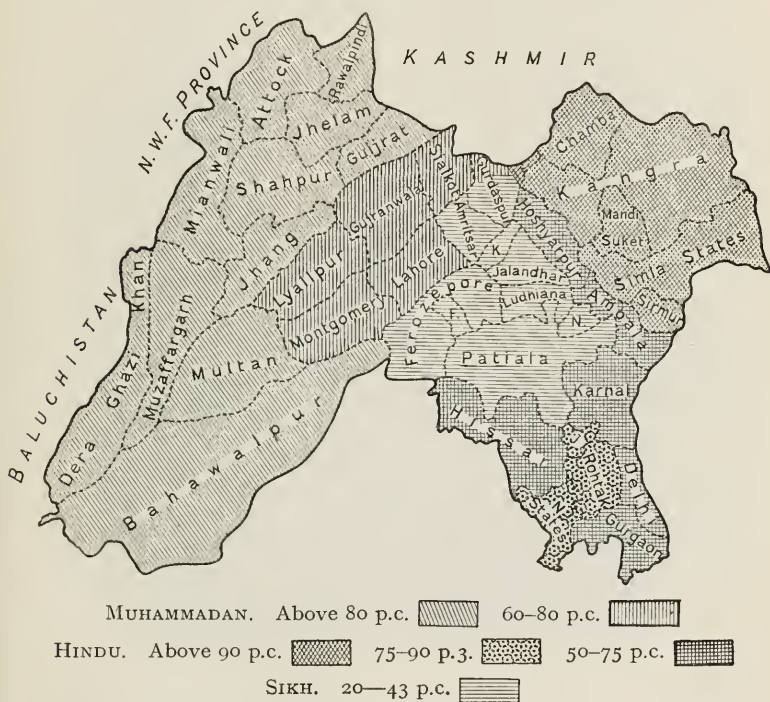 N.W.F. PROVINCE
KASHMIR
BALUCHISTAN
Rawalpindi
Attock
Jhelam
Gujrat
Mianwali
Shahpur
Sialkot
Gurdaspur
Chamba
Kangra
Gujranwala
Amritsar
Hoshyarpur
Mandi
Suket
Jhang
Lyallpur
Lahore
K.
Jalandhar
Simla States
Sirmur
Ambala
Montgomery
Ferozepore
F.
Ludhiana
N.
Dera Ghazi Khan
Muzaffargarh
Multan
Patiala
Karnal
Bahawalpur
Hissar
J.
Rohtak
Delhi
N.
States
Gurgaon
MUHAMMADAN. Above 80 p.c. 60–80 p.c.
HINDU. Above 90 p.c. 75–90 p.3. 50–75 p.c.
SIKH. 20—43 p.c.